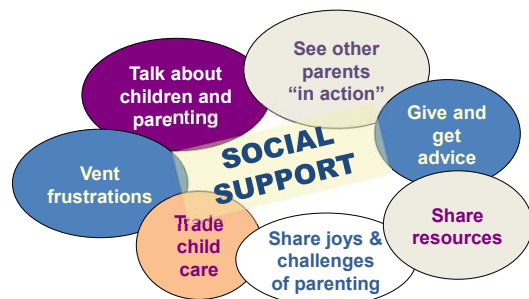 Talk about
children and
parenting
See other
parents
“in action”
Give and
get
advice
Vent
frustrations
SOCIAL
SUPPORT
Trade
child
care
Share joys &
challenges
of parenting
Share
resources